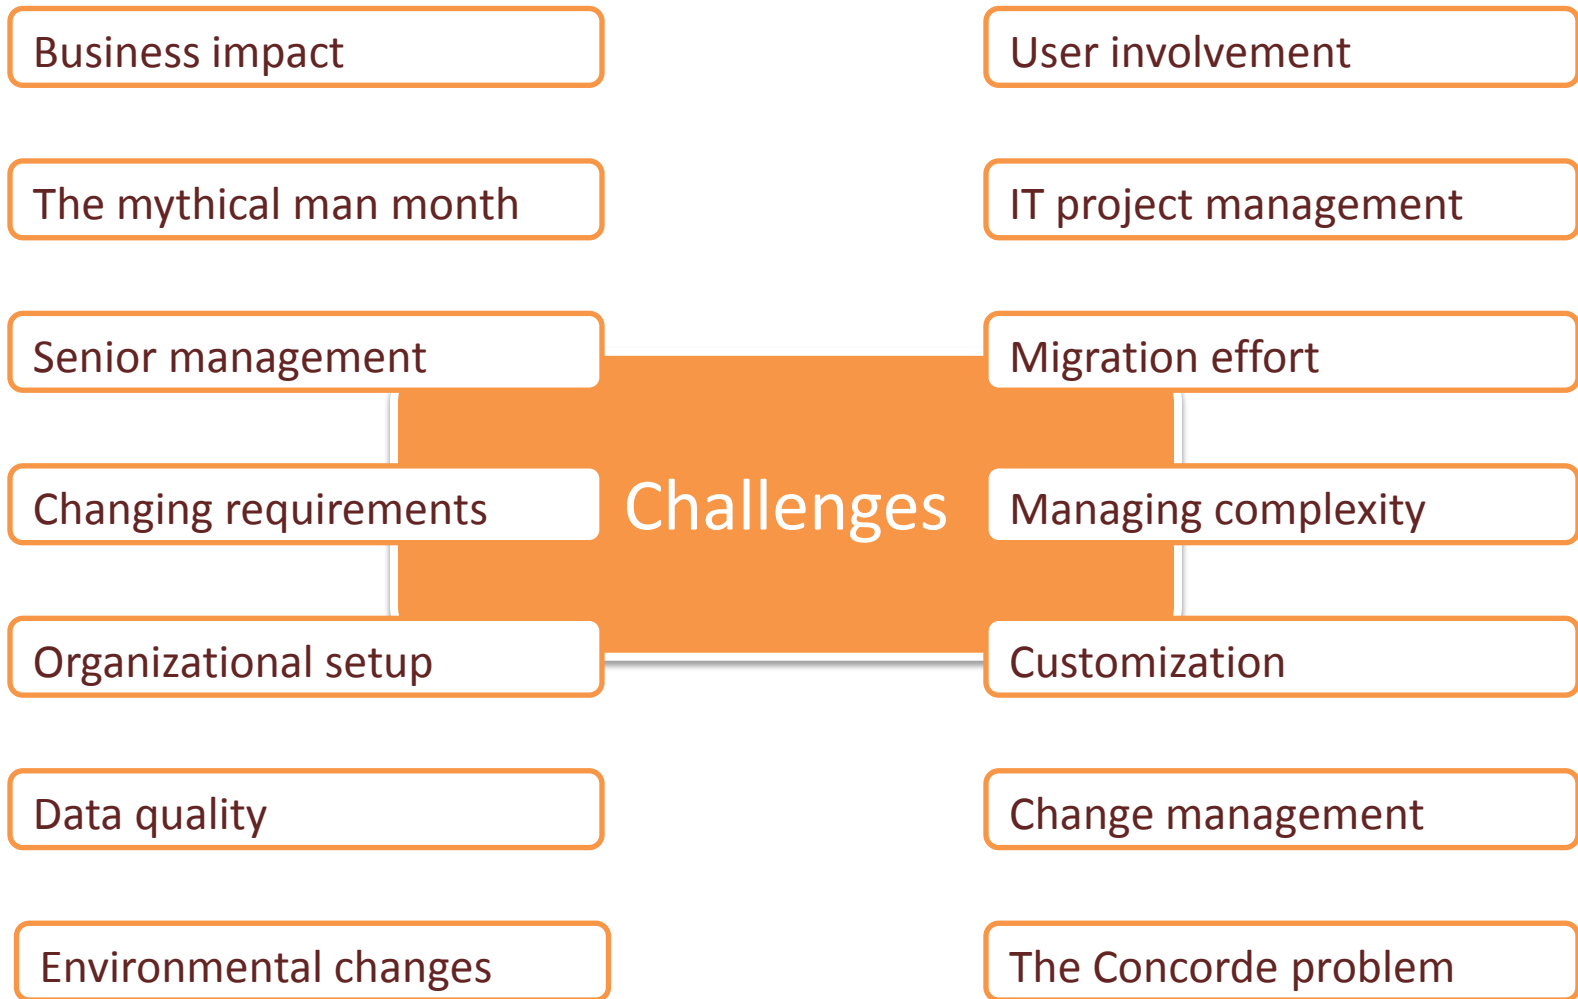 Business impact
User involvement
The mythical man month
IT project management
Senior management
Migration effort
Changing requirements
Challenges
Managing complexity
Organizational setup
Customization
Data quality
Change management
Environmental changes
The Concorde problem